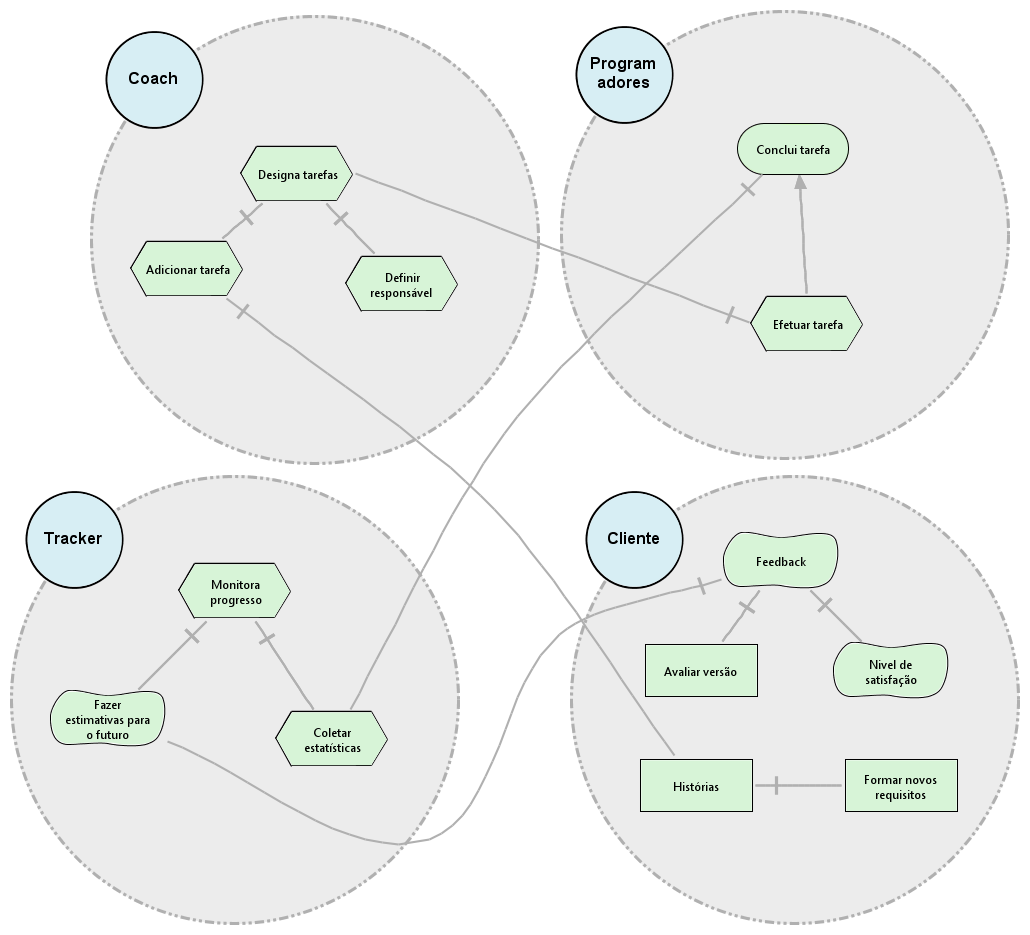 Coach
Designa tarefas
Adicionar tarefa
Definir
responsável
Program
adores
Conclui tarefa
Efetuar tarefa
Tracker
Monitora
progresso
Fazer
estimativas para
o futuro
Coletar
estatísticas
Cliente
Feedback
Avaliar versão
Nivel de
satisfação
Histórias
Formar novos
requisitos